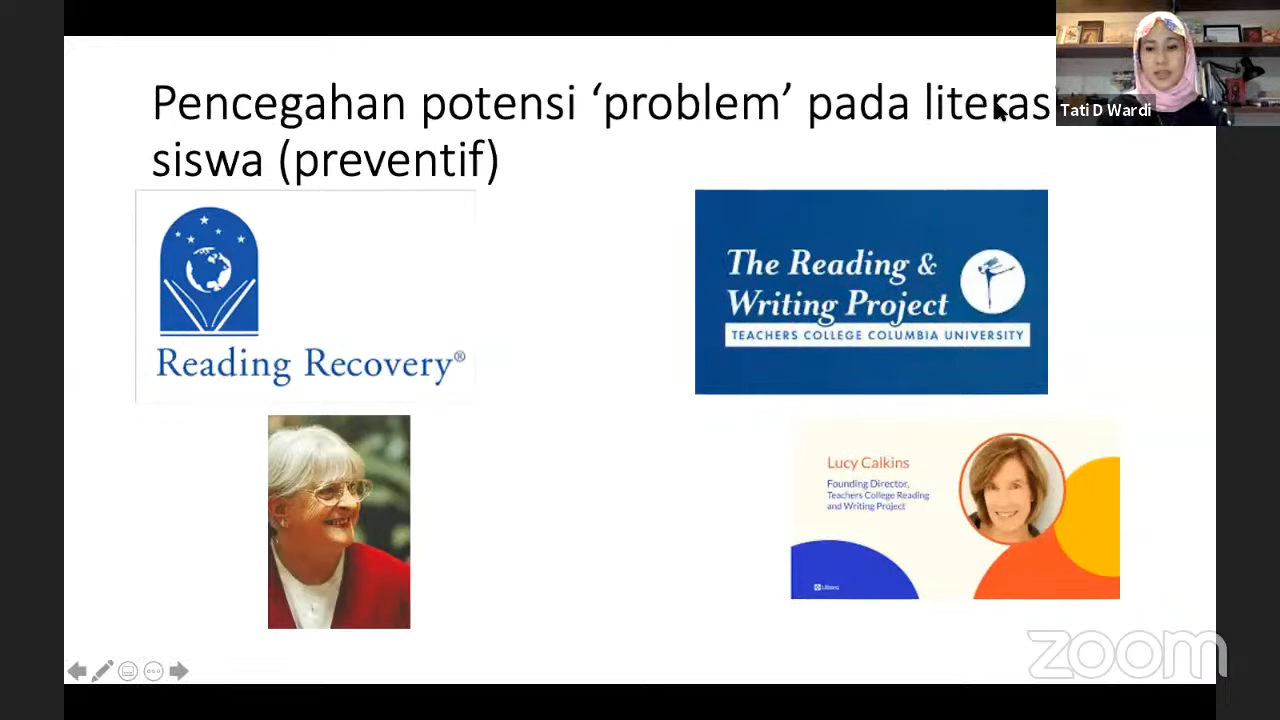 Pencegahan potensi ‘problem’ pada literas
siswa (preventif)
Tati D Wardi
Reading Recovery®
The Reading &
Writing Project
TEACHERS COLLEGE COLUMBIA UNIVERSITY
Lucy Calkins
Founding Director,
Teachers College Reading
and Writing Project
zoom